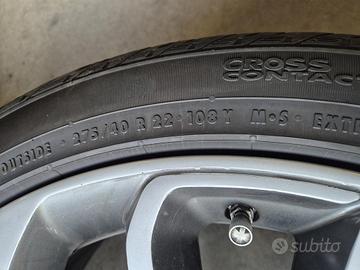 CROSS
CONTAC
OUTSIDE · 275/40 R 22 · 108 Y M·S EXT
subito